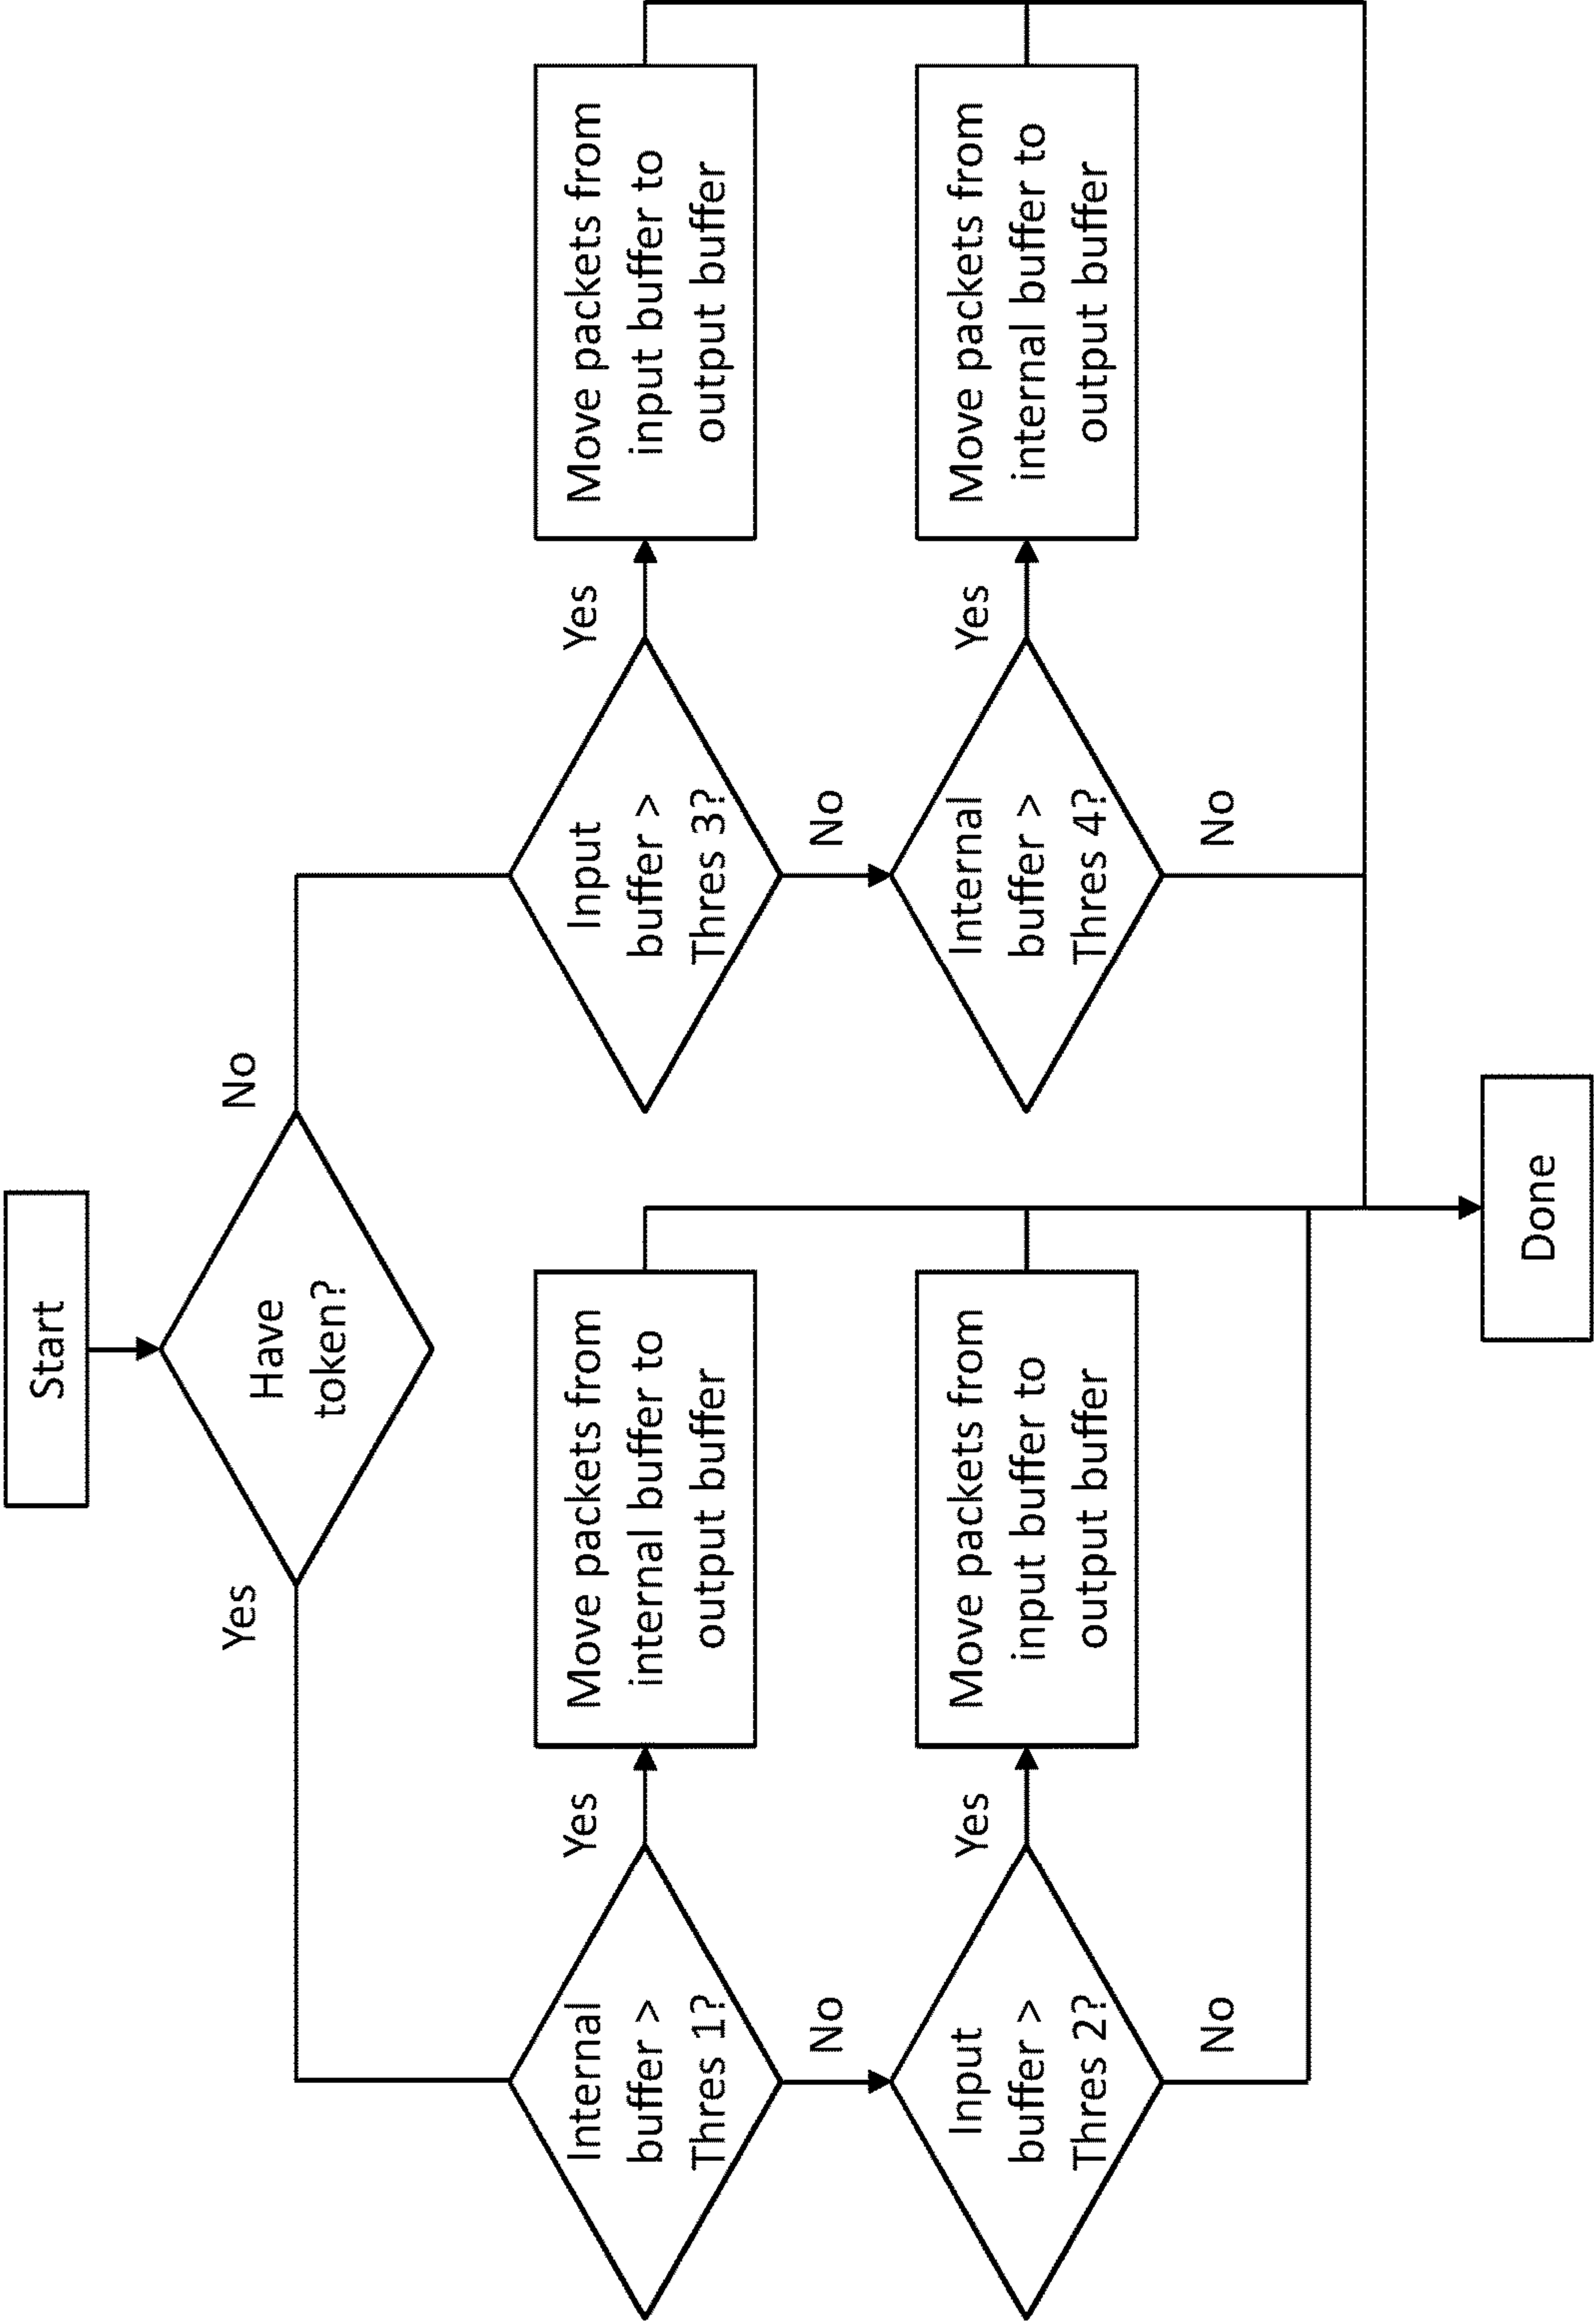 Start
Have
token?
Yes
No
Internal
buffer >
Thres 1?
Yes
Move packets from
internal buffer to
output buffer
No
Input
buffer >
Thres 2?
Yes
Move packets from
input buffer to
output buffer
No
Input
buffer >
Thres 3?
Yes
Move packets from
input buffer to
output buffer
No
Internal
buffer >
Thres 4?
Yes
Move packets from
internal buffer to
output buffer
No
Done